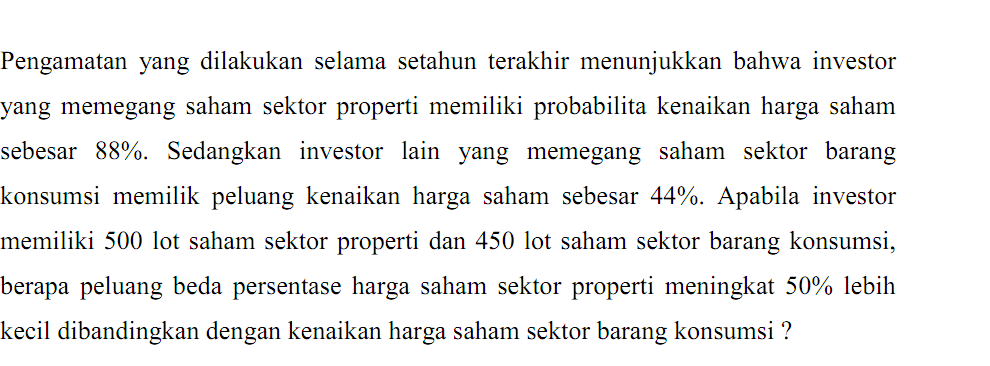 Pengamatan yang dilakukan selama setahun terakhir menunjukkan bahwa investor
yang memegang saham sektor properti memiliki probabilita kenaikan harga saham
sebesar 88%. Sedangkan investor lain yang memegang saham sektor barang
konsumsi memilik peluang kenaikan harga saham sebesar 44%. Apabila investor
memiliki 500 lot saham sektor properti dan 450 lot saham sektor barang konsumsi,
berapa peluang beda persentase harga saham sektor properti meningkat 50% lebih
kecil dibandingkan dengan kenaikan harga saham sektor barang konsumsi ?